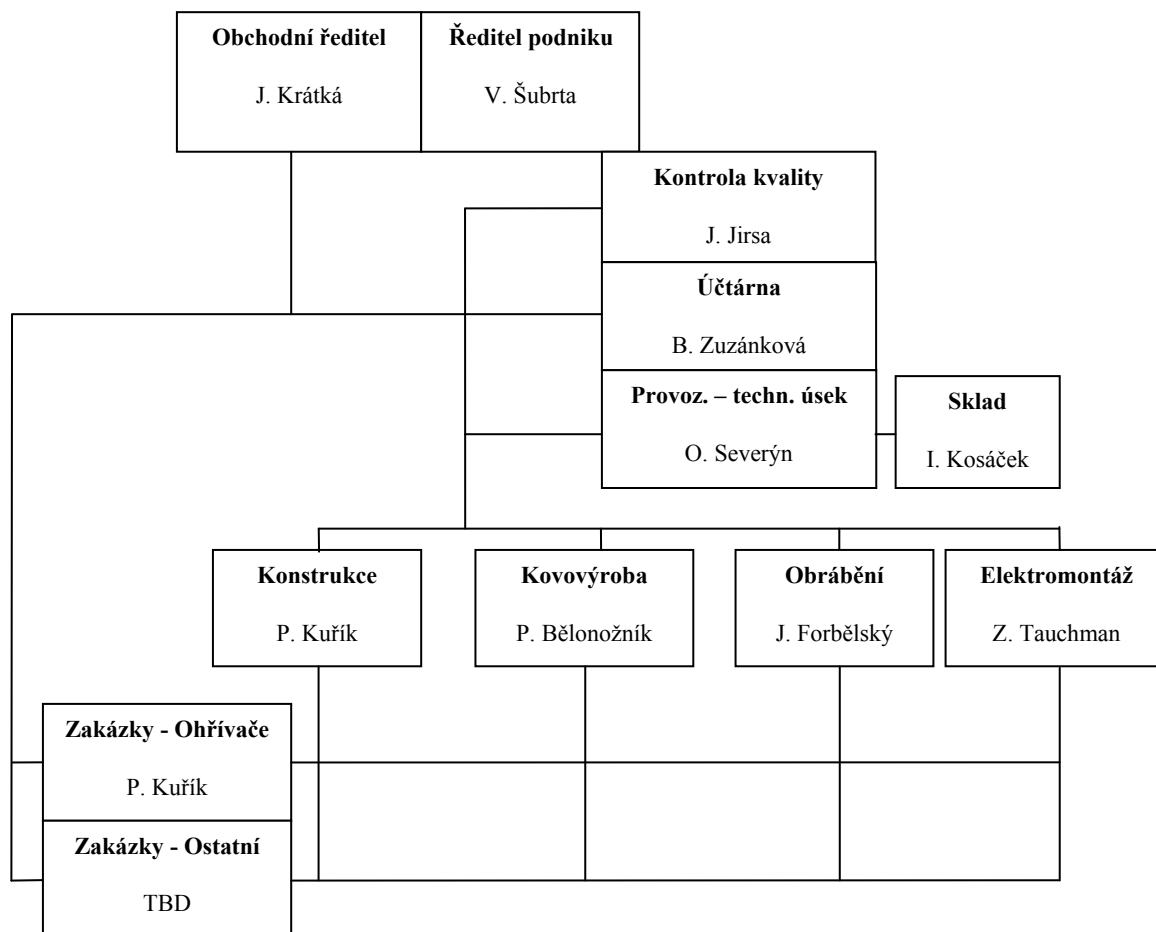 Obchodní ředitel
J. Krátká
Ředitel podniku
V. Šubrta
Kontrola kvality
J. Jirsa
Účtárna
B. Zuzánková
Provoz. – techn. úsek
O. Severýn
Sklad
I. Kosáček
Konstrukce
P. Kuřík
Kovovýroba
P. Bělonožník
Obrábění
J. Forbělský
Elektromontáž
Z. Tauchman
Zakázky - Ohřívače
P. Kuřík
Zakázky - Ostatní
TBD